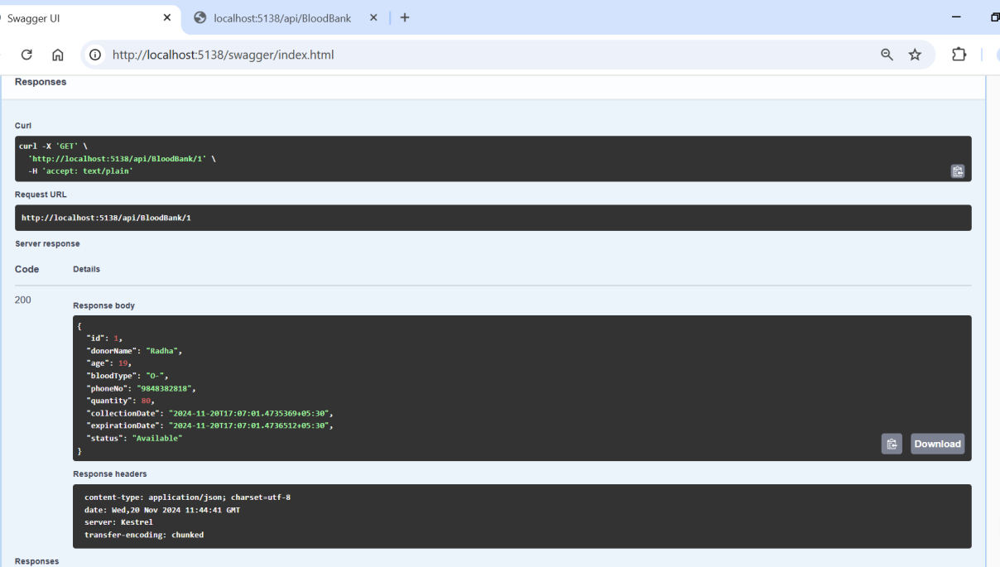 Swagger UI
localhost:5138/api/BloodBank
http://localhost:5138/swagger/index.html
Responses
Curl
curl -X 'GET' \
'http://localhost:5138/api/BloodBank/1' \
-H 'accept: text/plain'
Request URL
http://localhost:5138/api/BloodBank/1
Server response
Code Details
200
Response body
{
"id": 1,
"donorName": "Radha",
"age": 19,
"bloodType": "O-",
"phoneNo": "9848382818",
"quantity": 80,
"collectionDate": "2024-11-20T17:07:01.4735369+05:30",
"expirationDate": "2024-11-20T17:07:01.4736512+05:30",
"status": "Available"
}
Download
Response headers
content-type: application/json; charset=utf-8
date: Wed,20 Nov 2024 11:44:41 GMT
server: Kestrel
transfer-encoding: chunked
Responses